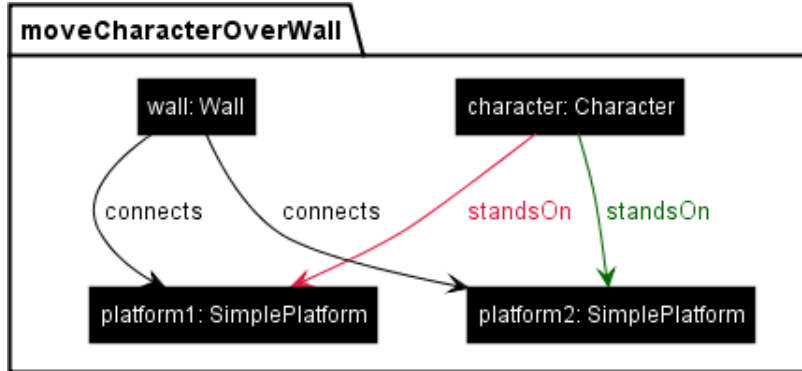 moveCharacterOverWall
wall: Wall
character: Character
connects
connects
standsOn
standsOn
platform1: SimplePlatform
platform2: SimplePlatform